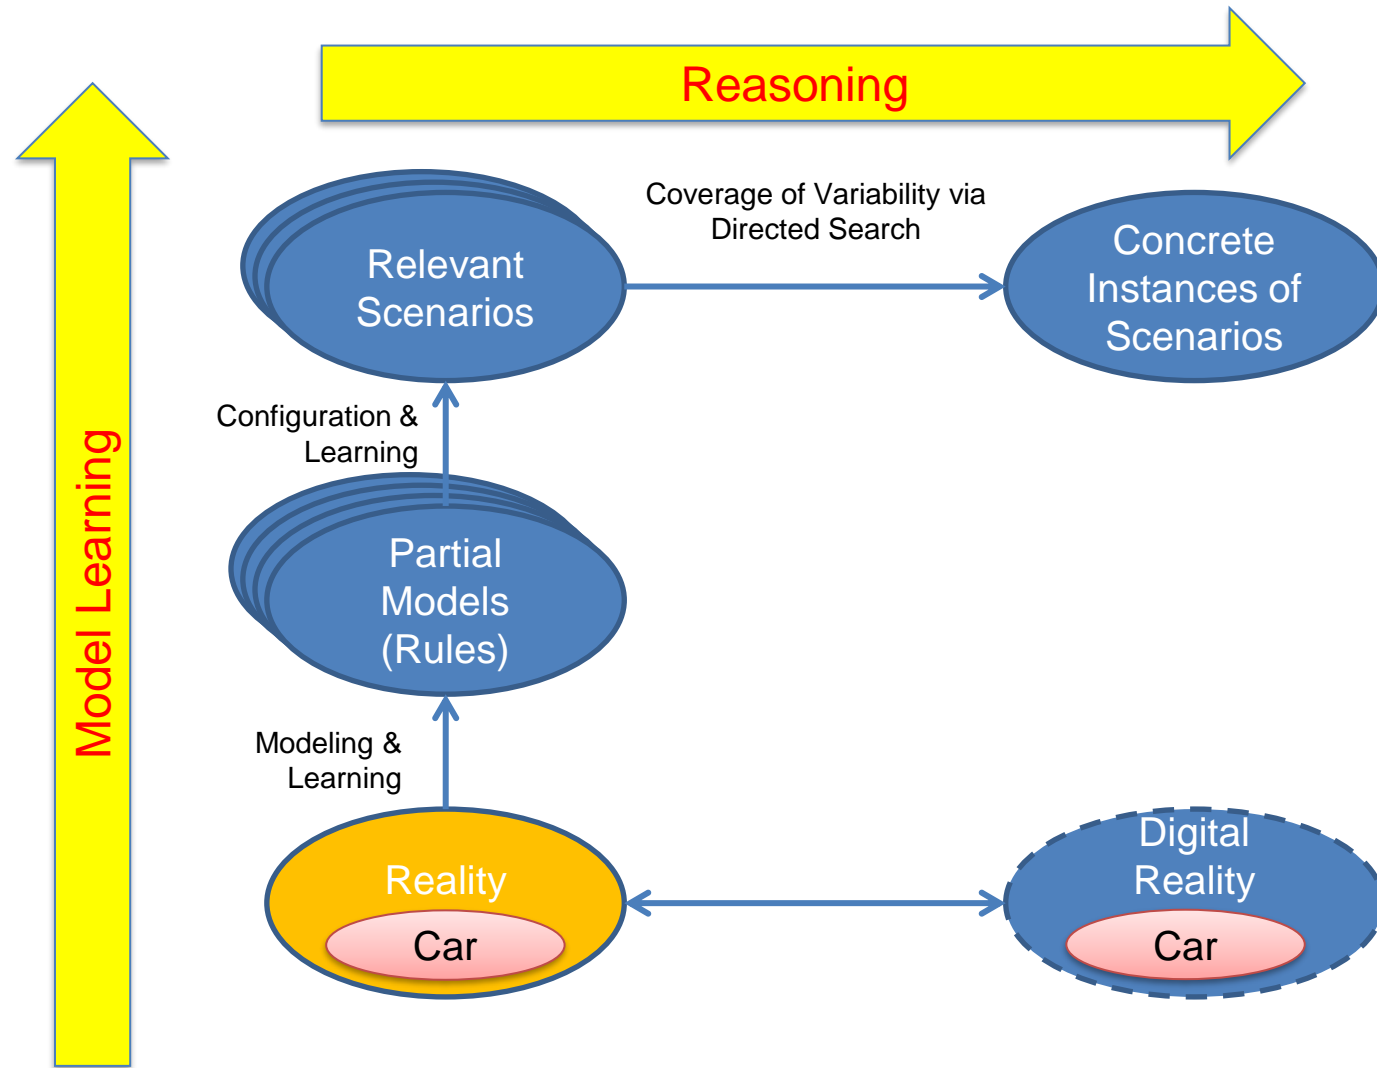 Reasoning
Coverage of Variability via
Directed Search
Relevant
Scenarios
Concrete
Instances of
Scenarios
Configuration &
Learning
Model Learning
Partial
Models
(Rules)
Modeling &
Learning
Reality
Car
Digital
Reality
Car